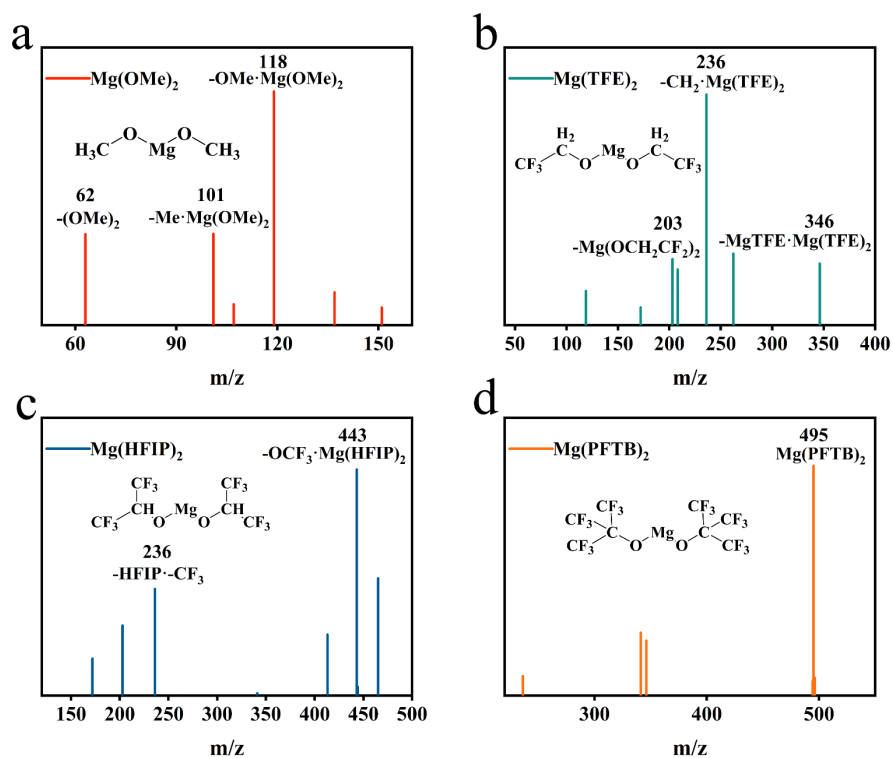 a
118
Mg(OMe)₂
-OMe·Mg(OMe)₂
H₃C O Mg O CH₃
62
-(OMe)₂
101
-Me·Mg(OMe)₂
60 90 120 150
m/z
b
236
Mg(TFE)₂
-CH₂·Mg(TFE)₂
H₂ H₂
CF₃ C O Mg O C CF₃
203
-Mg(OCH₂CF₂)₂
346
-MgTFE·Mg(TFE)₂
50 100 150 200 250 300 350 400
m/z
c
443
Mg(HFIP)₂
-OCF₃·Mg(HFIP)₂
CF₃ CF₃
CH Mg CH
CF₃ O O CF₃
236
-HFIP·-CF₃
150 200 250 300 350 400 450 500
m/z
d
495
Mg(PFTB)₂
Mg(PFTB)₂
CF₃ CF₃
CF₃ C Mg C CF₃
CF₃ O O CF₃
300 400 500
m/z